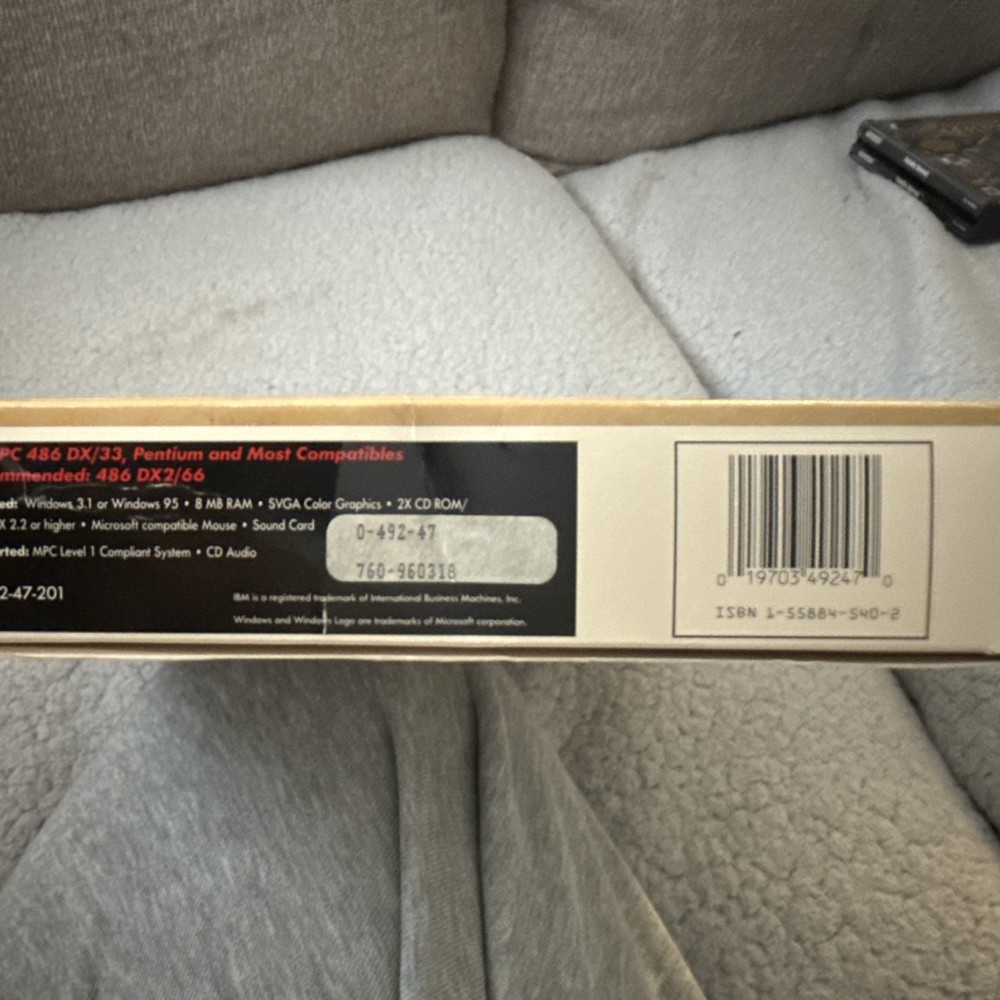 PC 486 DX/33, Pentium and Most Compatibles
mmended: 486 DX2/66
ed: Windows 3.1 or Windows 95 • 8 MB RAM • SVGA Color Graphics • 2X CD ROM/
X 2.2 or higher • Microsoft compatible Mouse • Sound Card
rted: MPC Level 1 Compliant System • CD Audio
2-47-201
0-492-47
760-960318
IBM is a registered trademark of International Business Machines, Inc.
Windows and Windows Logo are trademarks of Microsoft corporation.
0 19703 49247 0
ISBN 1-55884-540-2